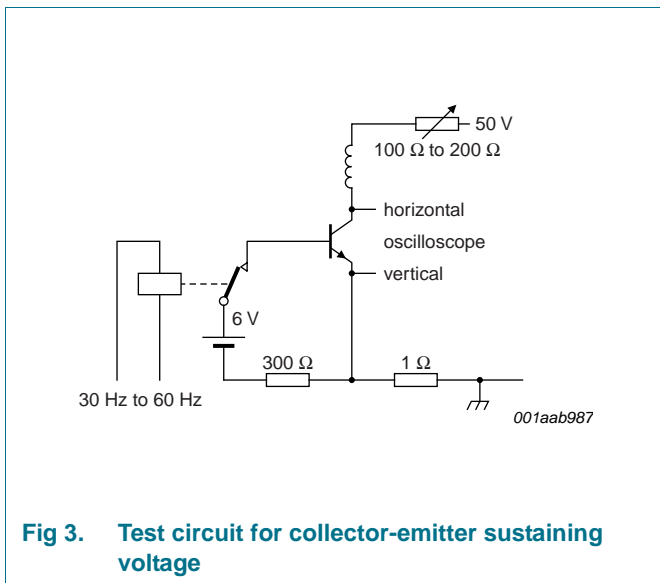 50 V
100 Ω to 200 Ω
horizontal
oscilloscope
vertical
6 V
300 Ω
1 Ω
30 Hz to 60 Hz
001aab987
Fig 3. Test circuit for collector-emitter sustaining
voltage